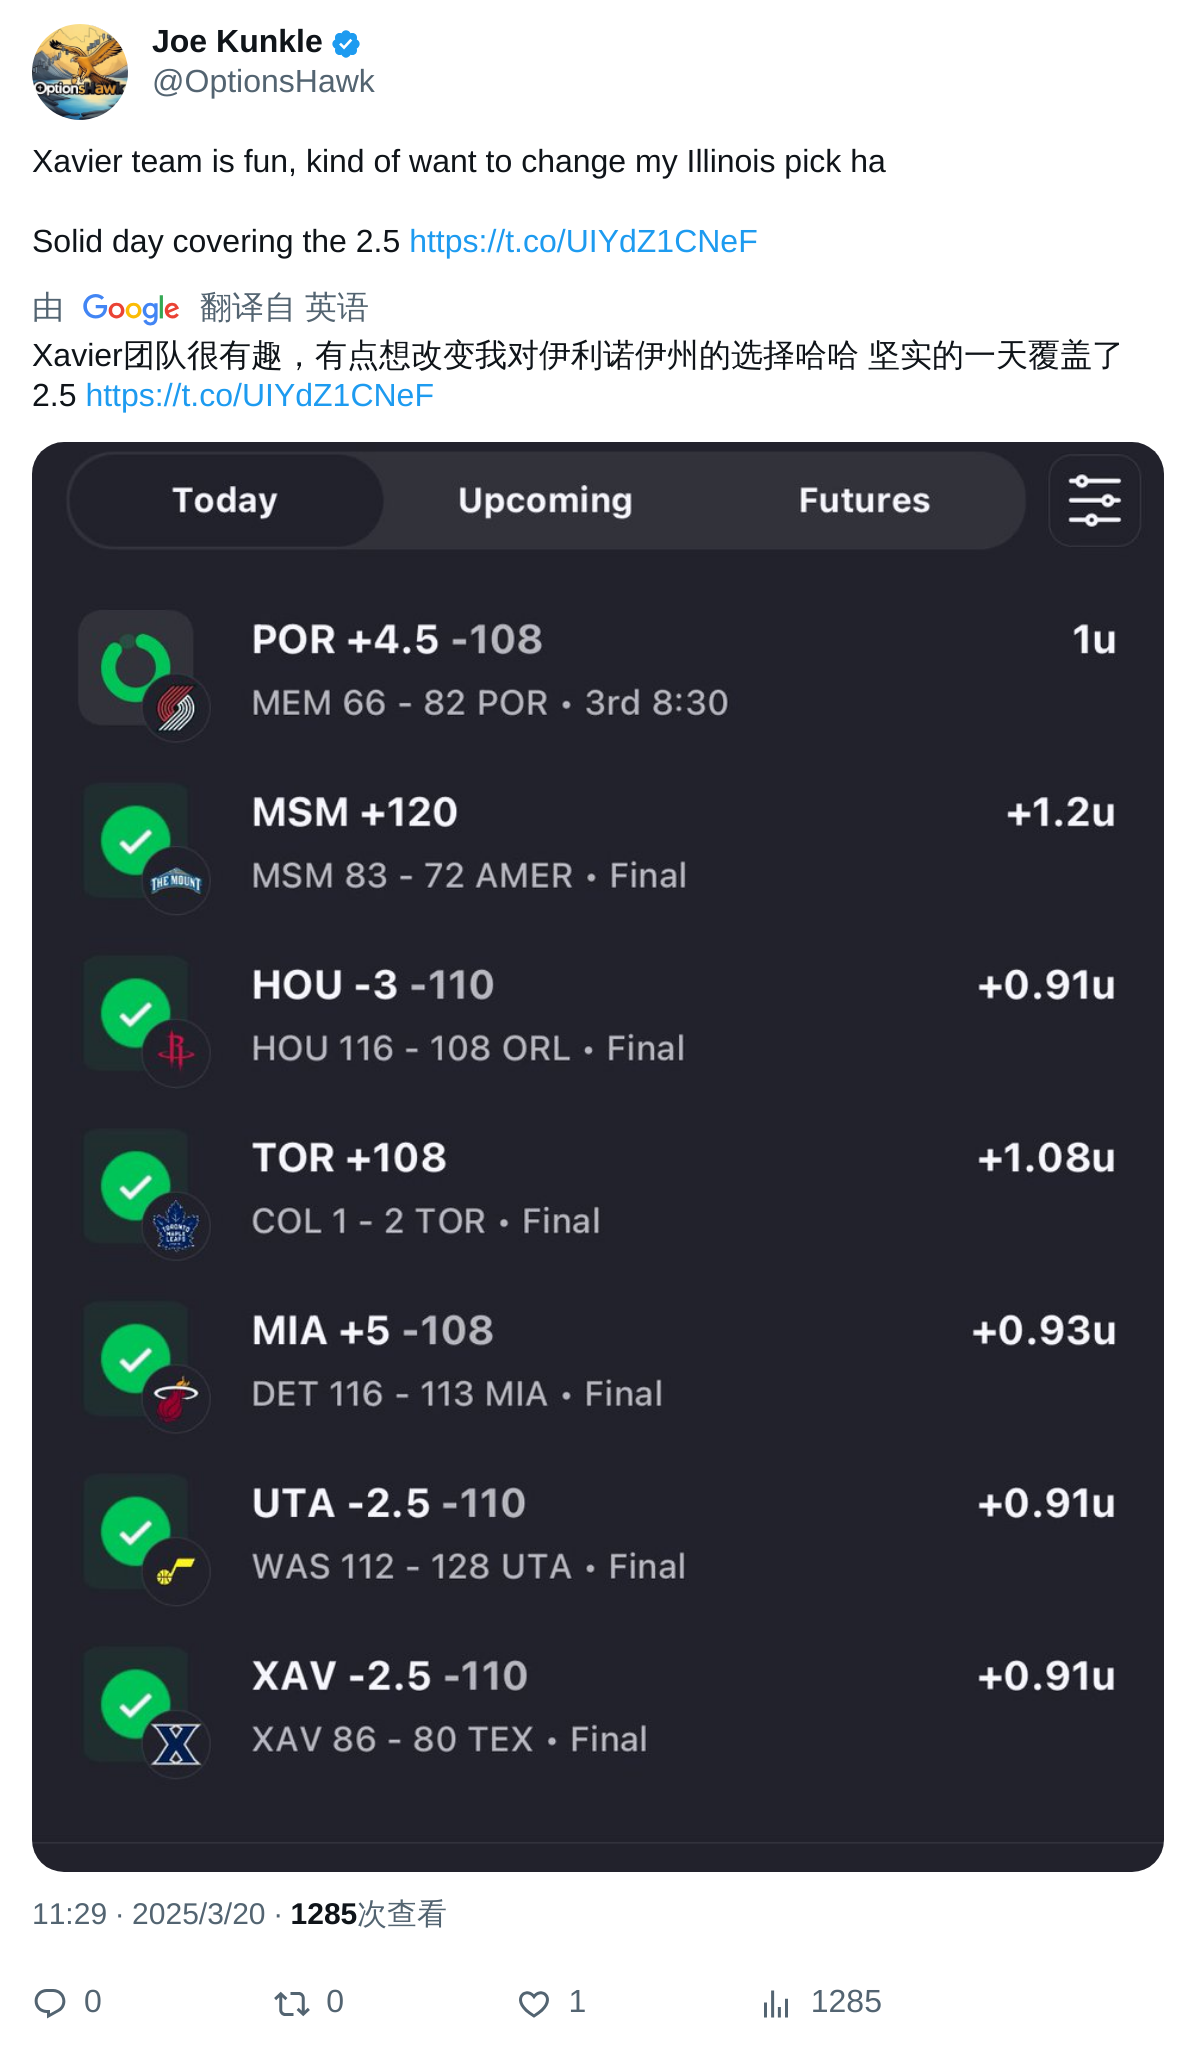 Joe Kunkle
@OptionsHawk
Xavier team is fun, kind of want to change my Illinois pick ha
Solid day covering the 2.5 https://t.co/UIYdZ1CNeF
由 Google 翻译自 英语
Xavier团队很有趣，有点想改变我对伊利诺伊州的选择哈哈 坚实的一天覆盖了
2.5 https://t.co/UIYdZ1CNeF
Today Upcoming Futures
POR +4.5 -108 1u
MEM 66 - 82 POR • 3rd 8:30
MSM +120 +1.2u
THE MOUNT
MSM 83 - 72 AMER • Final
HOU -3 -110 +0.91u
HOU 116 - 108 ORL • Final
TOR +108 +1.08u
TORONTO MAPLE LEAFS
COL 1 - 2 TOR • Final
MIA +5 -108 +0.93u
DET 116 - 113 MIA • Final
UTA -2.5 -110 +0.91u
WAS 112 - 128 UTA • Final
XAV -2.5 -110 +0.91u
XAV 86 - 80 TEX • Final
11:29 · 2025/3/20 · 1285次查看
0 0 1 1285